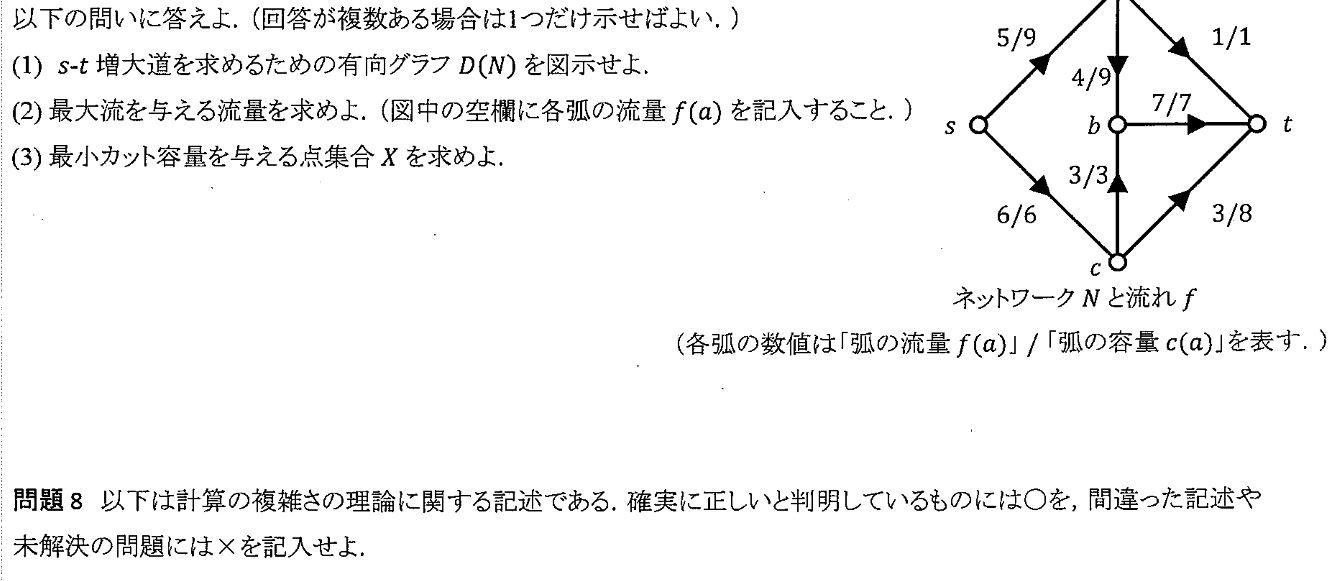 以下の問いに答えよ.(回答が複数ある場合は1つだけ示せばよい.)
(1) s-t 増大道を求めるための有向グラフ D(N) を図示せよ.
(2) 最大流を与える流量を求めよ.(図中の空欄に各弧の流量 f(a) を記入すること.)
(3) 最小カット容量を与える点集合 X を求めよ.
5/9
1/1
4/9
7/7
s
b
t
3/3
6/6
3/8
c
ネットワーク N と流れ f
(各弧の数値は「弧の流量 f(a)」/「弧の容量 c(a)」を表す.)
問題 8 以下は計算の複雑さの理論に関する記述である. 確実に正しいと判明しているものには○を, 間違った記述や
未解決の問題には×を記入せよ.